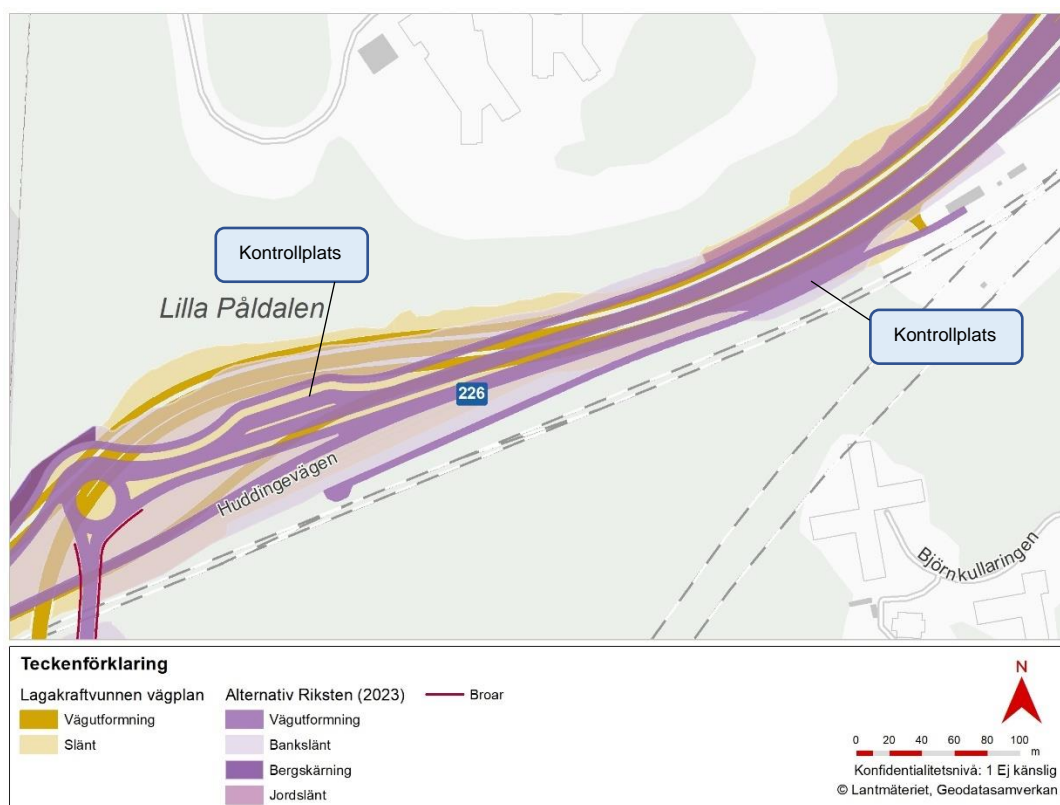 Kontrollplats
Lilla Påldalen
Kontrollplats
226
Huddingevägen
Björnkullaringen
Teckenförklaring
Lagakraftvunnen vägplan
Vägutformning
Slänt
Alternativ Riksten (2023)
Vägutformning
Bankslänt
Bergskärning
Jordslänt
Broar
N
0 20 40 60 80 100
m
Konfidentialitetsnivå: 1 Ej känslig
© Lantmäteriet, Geodatasamverkan